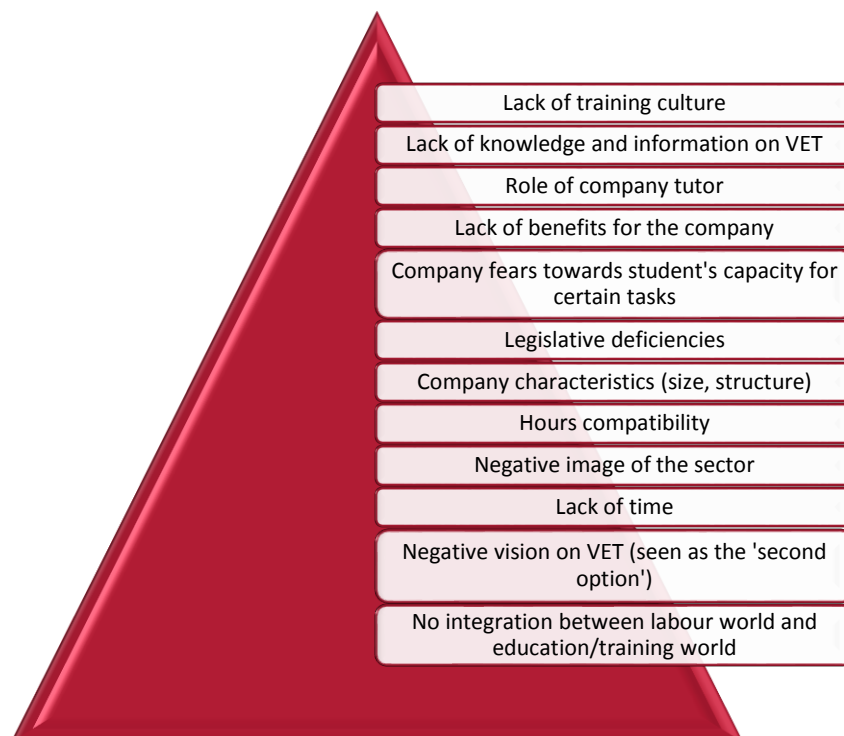 Lack of training culture
Lack of knowledge and information on VET
Role of company tutor
Lack of benefits for the company
Company fears towards student's capacity for
certain tasks
Legislative deficiencies
Company characteristics (size, structure)
Hours compatibility
Negative image of the sector
Lack of time
Negative vision on VET (seen as the 'second
option')
No integration between labour world and
education/training world